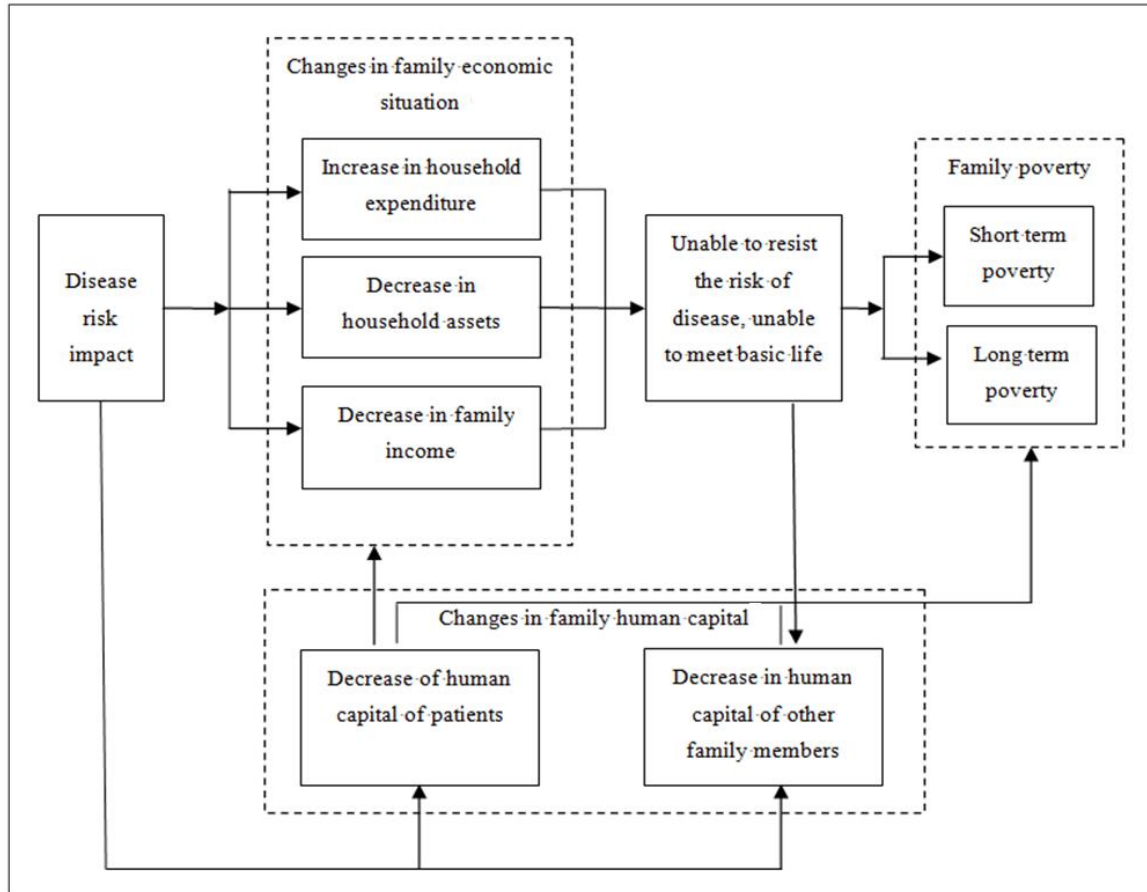 Changes in family economic
situation
Increase in household
expenditure
Decrease in
household assets
Decrease in family
income
Disease
risk
impact
Unable to resist
the risk of
disease, unable
to meet basic life
Family poverty
Short term
poverty
Long term
poverty
Changes in family human capital
Decrease of human
capital of patients
Decrease in human
capital of other
family members